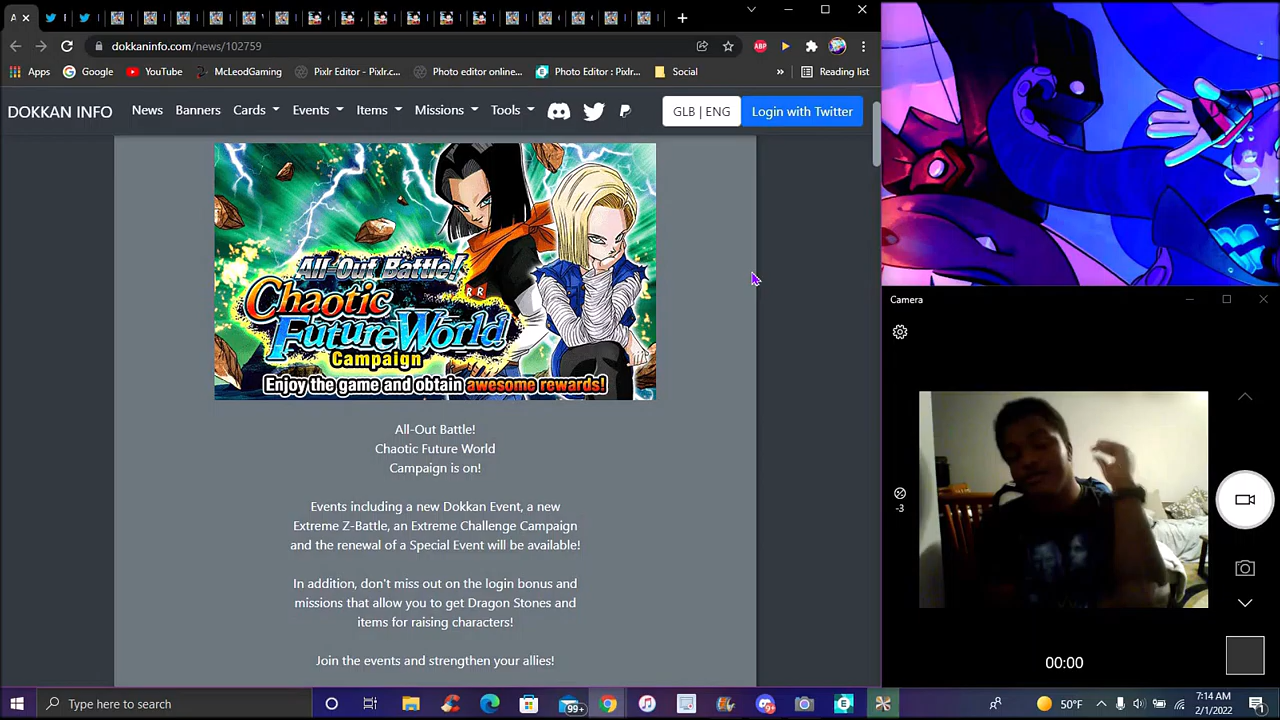 dokkaninfo.com/news/102759
ABP
Apps
Google
YouTube
McLeodGaming
Pixlr Editor - Pixlr.c...
Photo editor online...
Photo Editor : Pixlr...
Social
»
Reading list
DOKKAN INFO
News
Banners
Cards
Events
Items
Missions
Tools
GLB | ENG
Login with Twitter
All-Out Battle!
Chaotic
Future World
Campaign
Enjoy the game and obtain awesome rewards!
RR
All-Out Battle!
Chaotic Future World
Campaign is on!
Events including a new Dokkan Event, a new
Extreme Z-Battle, an Extreme Challenge Campaign
and the renewal of a Special Event will be available!
In addition, don't miss out on the login bonus and
missions that allow you to get Dragon Stones and
items for raising characters!
Join the events and strengthen your allies!
Camera
-3
00:00
Type here to search
99+
50°F
7:14 AM
2/1/2022
1